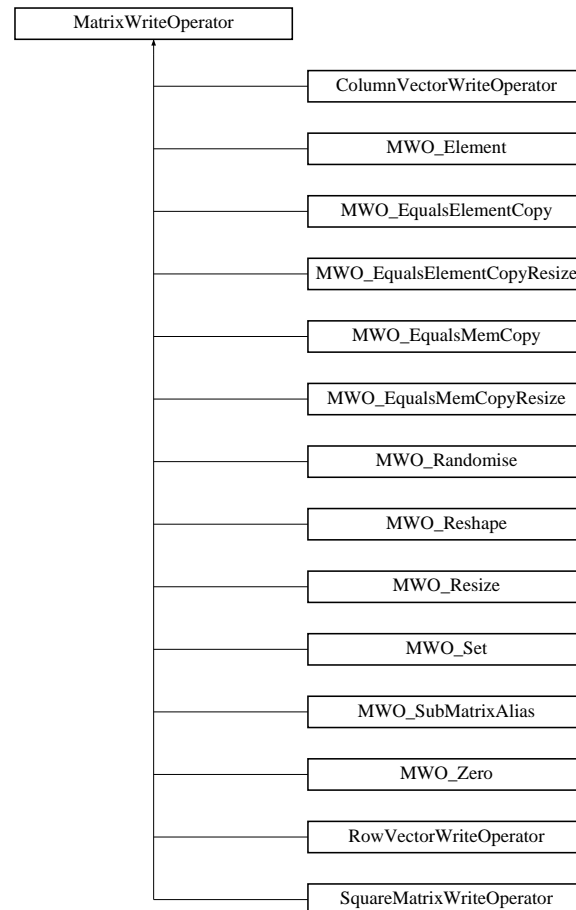 MatrixWriteOperator
ColumnVectorWriteOperator
MWO_Element
MWO_EqualsElementCopy
MWO_EqualsElementCopyResize
MWO_EqualsMemCopy
MWO_EqualsMemCopyResize
MWO_Randomise
MWO_Reshape
MWO_Resize
MWO_Set
MWO_SubMatrixAlias
MWO_Zero
RowVectorWriteOperator
SquareMatrixWriteOperator